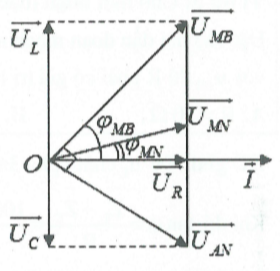 U_L U_MB
φ_MB U_MN
φ_MN
O U_R I
U_C U_AN